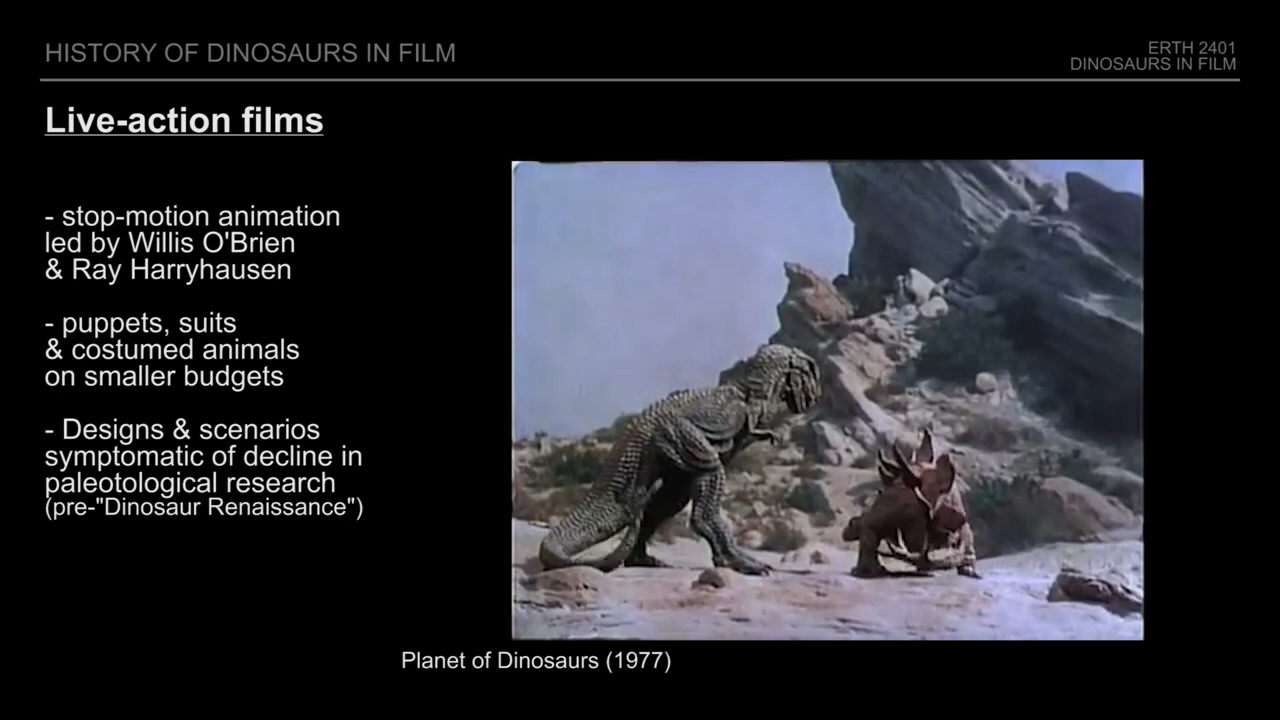 HISTORY OF DINOSAURS IN FILM
ERTH 2401
DINOSAURS IN FILM
Live-action films
- stop-motion animation
led by Willis O'Brien
& Ray Harryhausen
- puppets, suits
& costumed animals
on smaller budgets
- Designs & scenarios
symptomatic of decline in
paleotological research
(pre-"Dinosaur Renaissance")
Planet of Dinosaurs (1977)